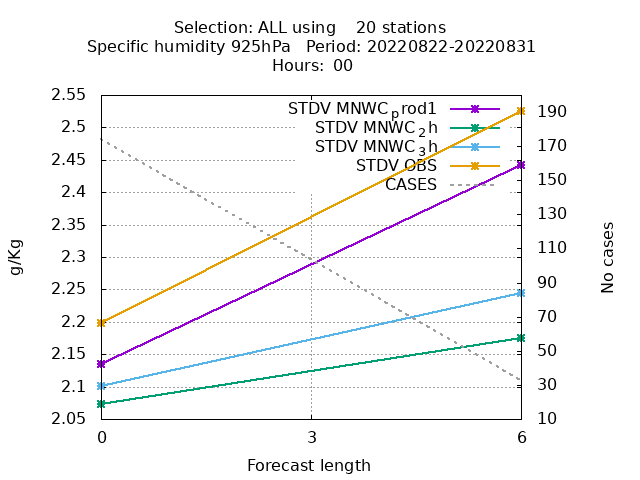 Selection: ALL using    20 stations
Specific humidity 925hPa   Period: 20220822-20220831
Hours:  00
STDV MNWCprod1
STDV MNWC2h
STDV MNWC3h
STDV OBS
CASES
2.55
2.5
2.45
2.4
2.35
2.3
2.25
2.2
2.15
2.1
2.05
190
170
150
130
110
90
70
50
30
10
g/Kg
No cases
0
3
6
Forecast length